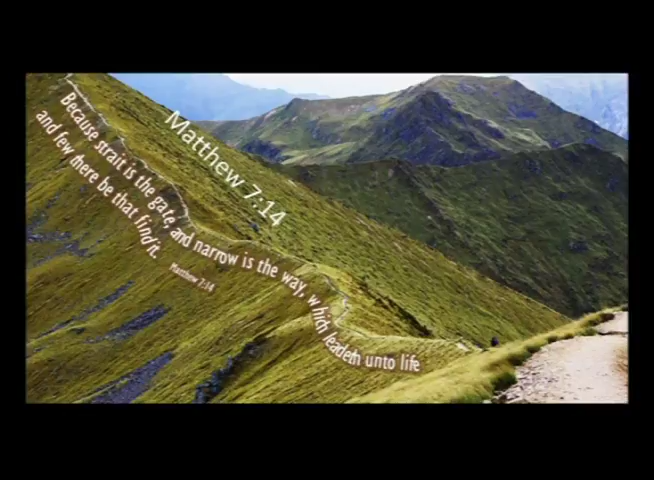 Matthew 7:14
Because strait is the gate, and narrow is the way, which leadeth unto life
and few there be that find it.
Matthew 7:14